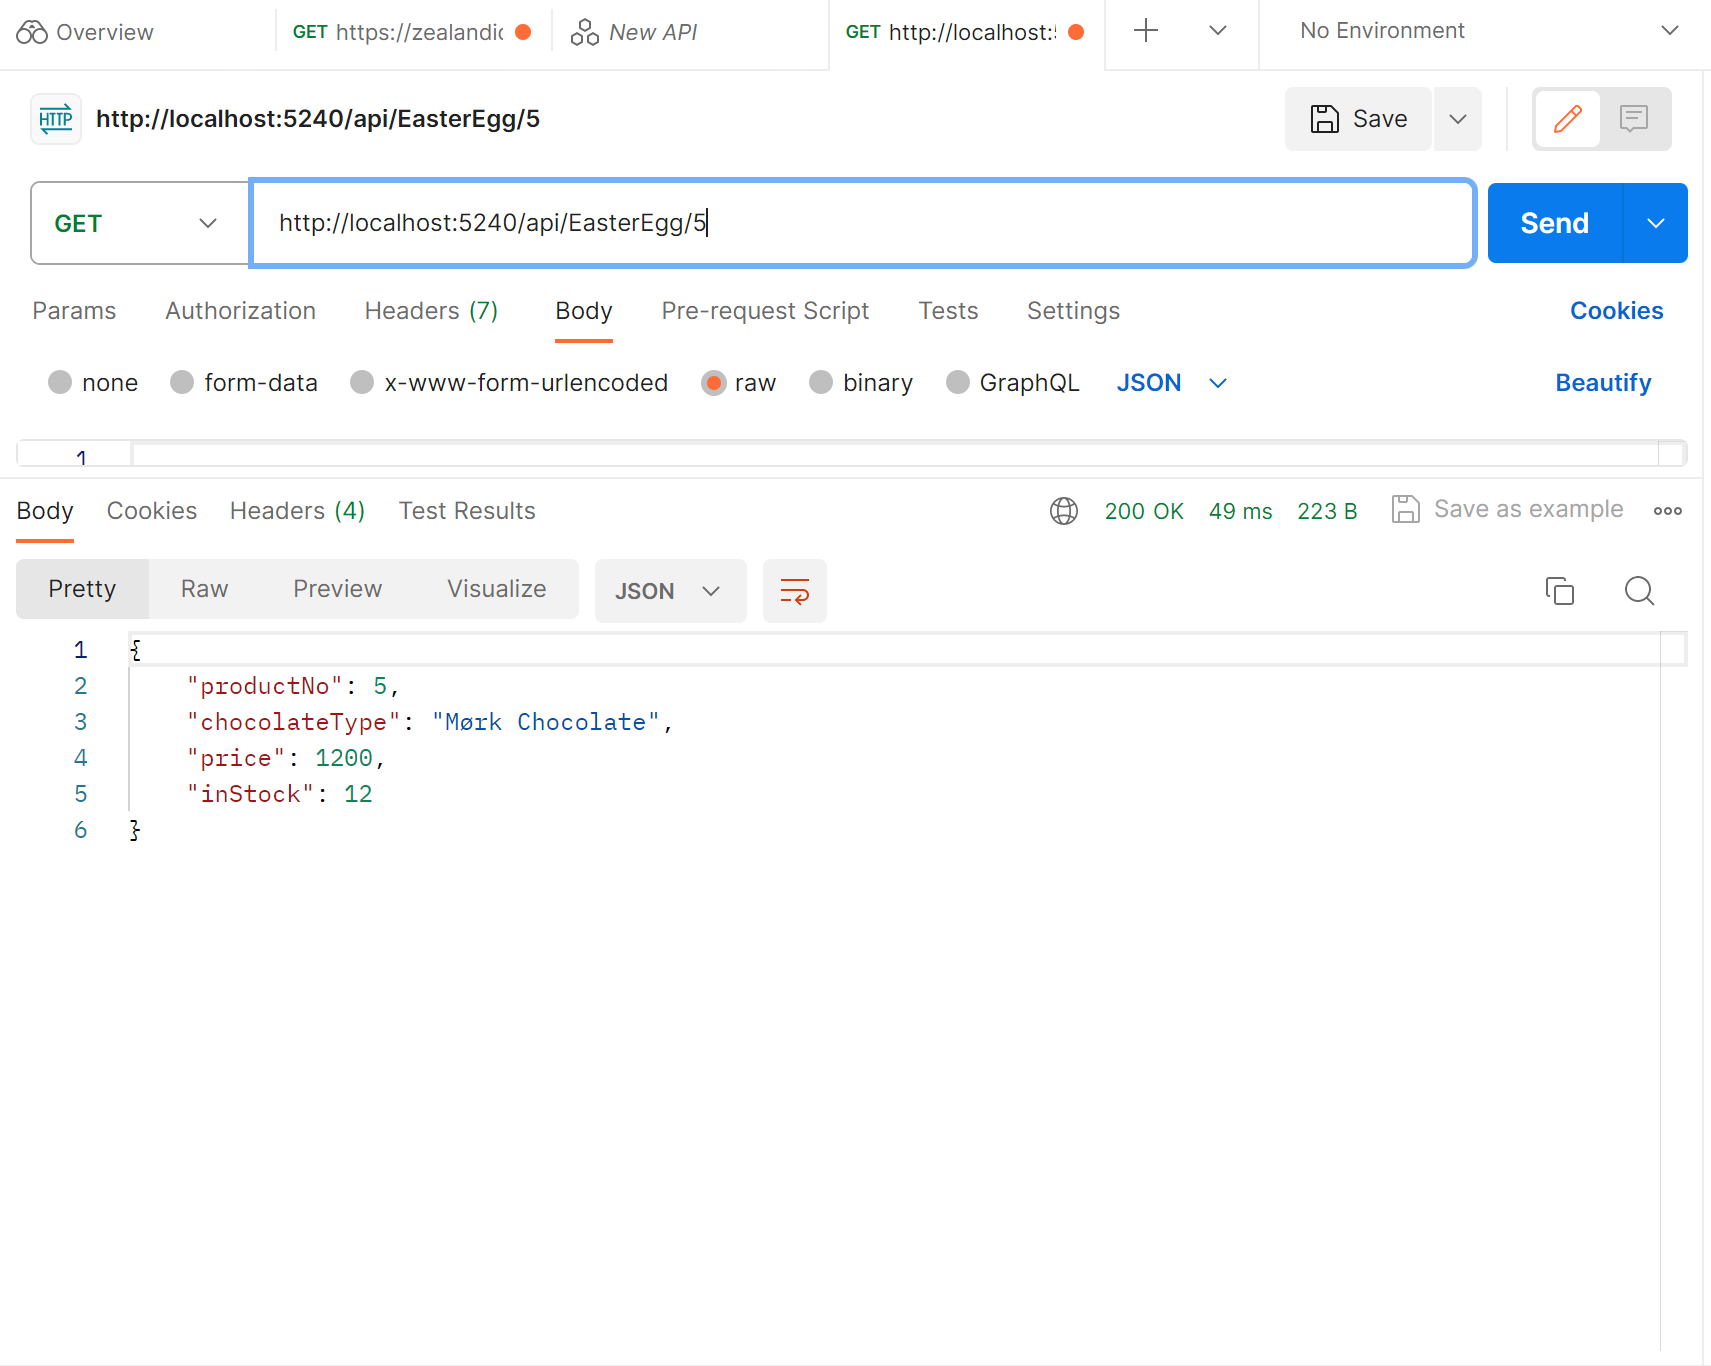 Overview
GET https://zealandic
New API
GET http://localhost:5
No Environment
HTTP http://localhost:5240/api/EasterEgg/5
Save
GET
http://localhost:5240/api/EasterEgg/5
Send
Params Authorization Headers (7) Body Pre-request Script Tests Settings Cookies
none form-data x-www-form-urlencoded raw binary GraphQL JSON Beautify
1
Body Cookies Headers (4) Test Results 200 OK 49 ms 223 B Save as example
Pretty Raw Preview Visualize JSON
1 {
2 "productNo": 5,
3 "chocolateType": "Mørk Chocolate",
4 "price": 1200,
5 "inStock": 12
6 }